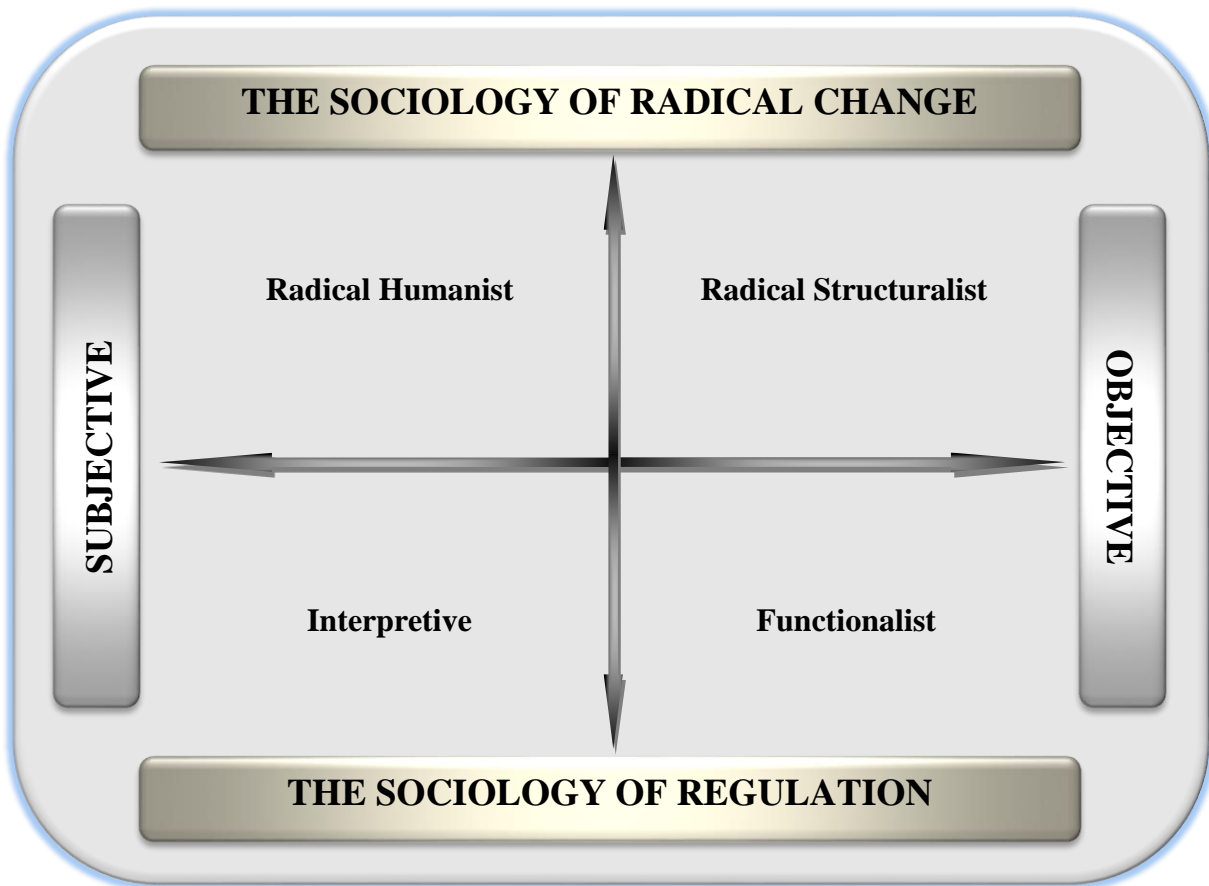 THE SOCIOLOGY OF RADICAL CHANGE
Radical Humanist
Radical Structuralist
SUBJECTIVE
OBJECTIVE
Interpretive
Functionalist
THE SOCIOLOGY OF REGULATION